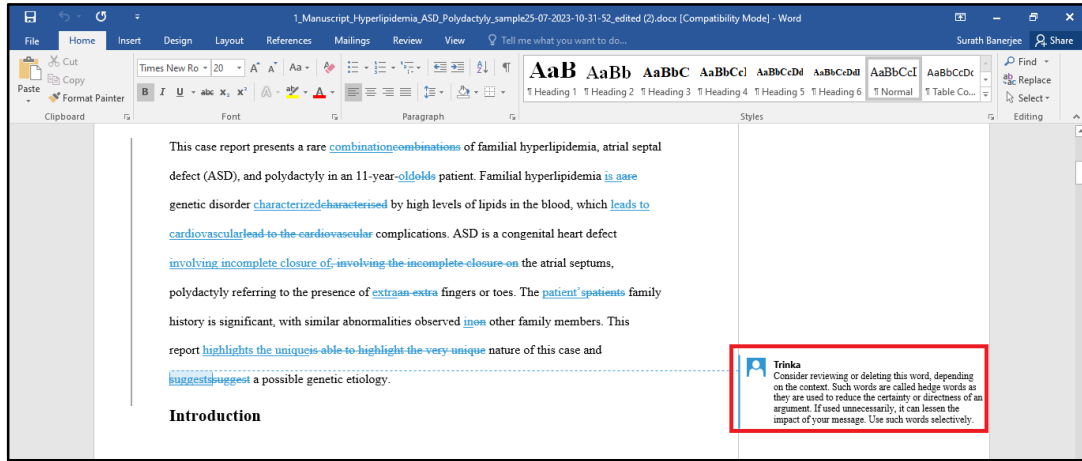 1_Manuscript_Hyperlipidemia_ASD_Polydactyly_sample25-07-2023-10-31-52_edited (2).docx [Compatibility Mode] - Word
File Home Insert Design Layout References Mailings Review View Tell me what you want to do... Surath Banerjee Share
Cut
Copy
Format Painter
Paste
Times New Ro 20 A A Aa
B I U abc X₂ X² A aby A
AaB AaBb AaBbC AaBbCcl AaBbCcDd AaBbCcDdI AaBbCcI AaBbCcDc
¶ Heading 1 ¶ Heading 2 ¶ Heading 3 ¶ Heading 4 ¶ Heading 5 ¶ Heading 6 ¶ Normal ¶ Table Co...
Find
Replace
Select
Clipboard Font Paragraph Styles Editing
This case report presents a rare combinationcombinations of familial hyperlipidemia, atrial septal
defect (ASD), and polydactyly in an 11-year-oldolds patient. Familial hyperlipidemia is aare
genetic disorder characterizedcharacterised by high levels of lipids in the blood, which leads to
cardiovascularlead to the cardiovascular complications. ASD is a congenital heart defect
involving incomplete closure of, involving the incomplete closure on the atrial septums,
polydactyly referring to the presence of extraan extra fingers or toes. The patient’spatients family
history is significant, with similar abnormalities observed inon other family members. This
report highlights the uniqueis able to highlight the very unique nature of this case and
suggestssuggest a possible genetic etiology.
Introduction
Trinka
Consider reviewing or deleting this word, depending
on the context. Such words are called hedge words as
they are used to reduce the certainty or directness of an
argument. If used unnecessarily, it can lessen the
impact of your message. Use such words selectively.